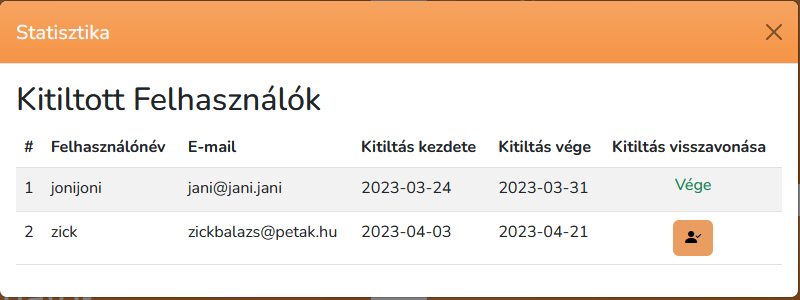 Statisztika
Kitiltott Felhasználók
# Felhasználónév E-mail Kitiltás kezdete Kitiltás vége Kitiltás visszavonása
1 jonijoni jani@jani.jani 2023-03-24 2023-03-31 Vége
2 zick zickbalazs@petak.hu 2023-04-03 2023-04-21